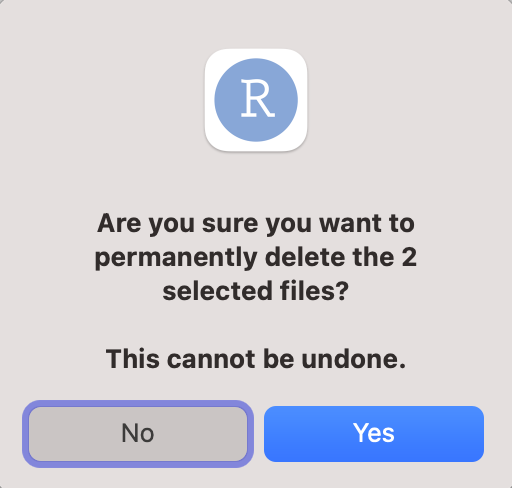 R
Are you sure you want to
permanently delete the 2
selected files?
This cannot be undone.
No
Yes